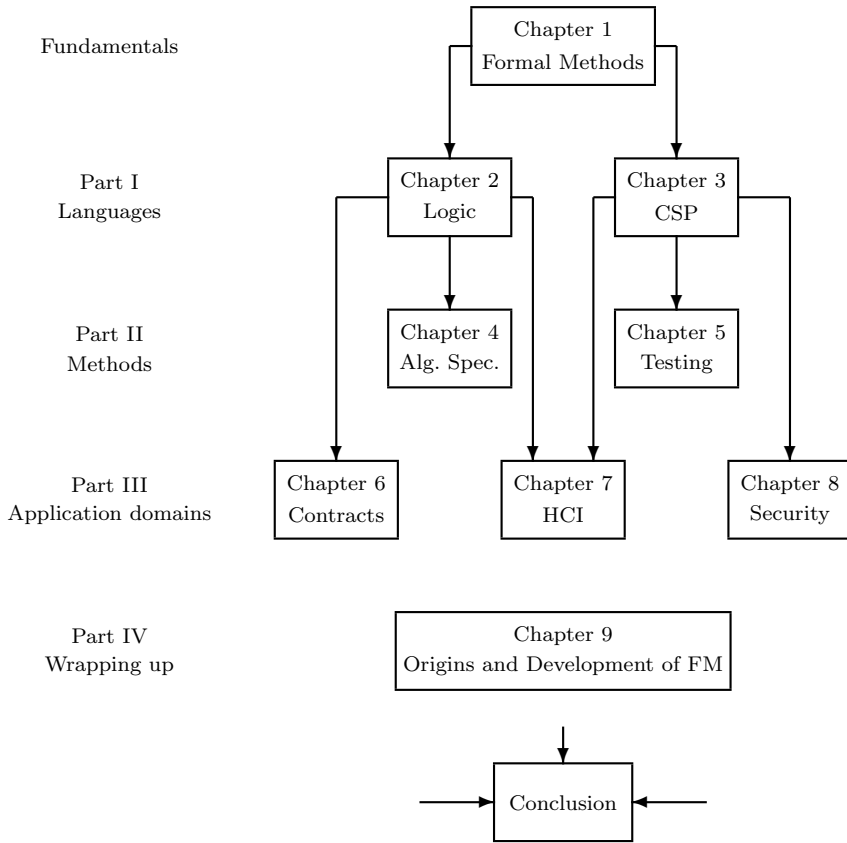 Fundamentals
Chapter 1
Formal Methods
Part I
Languages
Chapter 2
Logic
Chapter 3
CSP
Part II
Methods
Chapter 4
Alg. Spec.
Chapter 5
Testing
Part III
Application domains
Chapter 6
Contracts
Chapter 7
HCI
Chapter 8
Security
Part IV
Wrapping up
Chapter 9
Origins and Development of FM
Conclusion